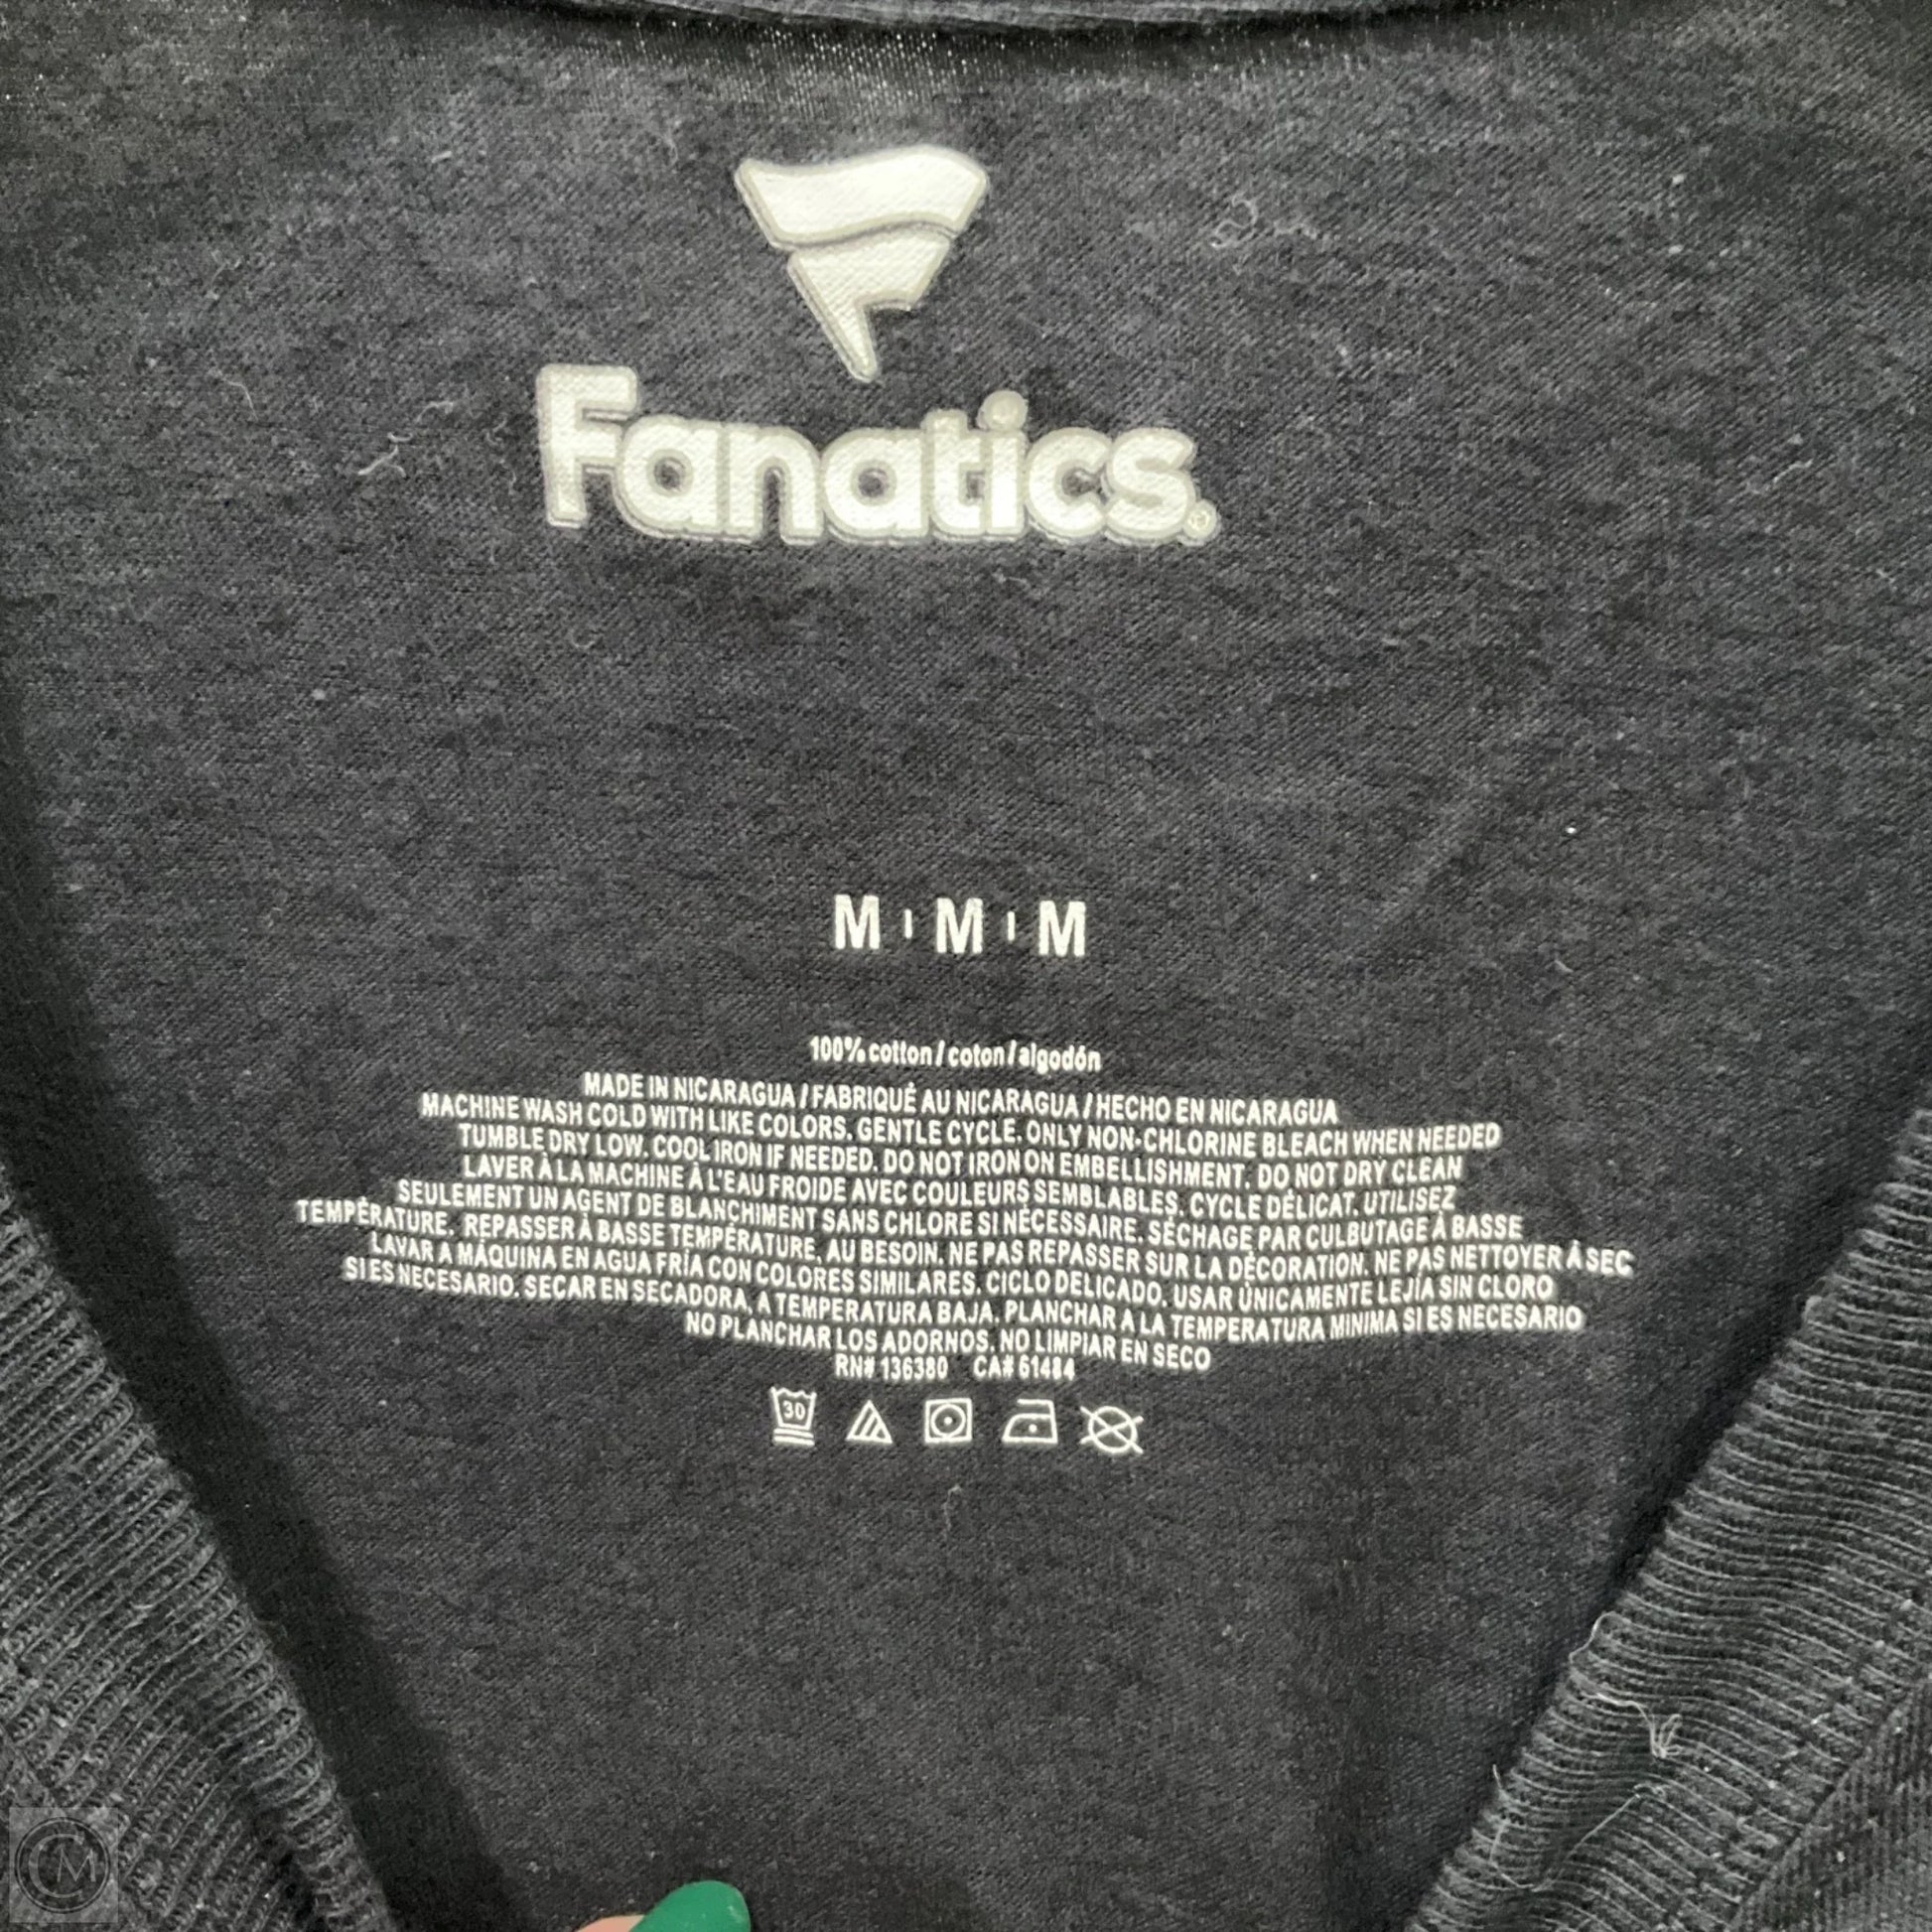 Fanatics.
M | M | M
100% cotton / coton / algodón
MADE IN NICARAGUA / FABRIQUÉ AU NICARAGUA / HECHO EN NICARAGUA
MACHINE WASH COLD WITH LIKE COLORS. GENTLE CYCLE. ONLY NON-CHLORINE BLEACH WHEN NEEDED
TUMBLE DRY LOW. COOL IRON IF NEEDED. DO NOT IRON ON EMBELLISHMENT. DO NOT DRY CLEAN
LAVER À LA MACHINE À L'EAU FROIDE AVEC COULEURS SEMBLABLES. CYCLE DÉLICAT. UTILISEZ
SEULEMENT UN AGENT DE BLANCHIMENT SANS CHLORE SI NÉCESSAIRE. SÉCHAGE PAR CULBUTAGE À BASSE
TEMPÉRATURE. REPASSER À BASSE TEMPÉRATURE, AU BESOIN. NE PAS REPASSER SUR LA DÉCORATION. NE PAS NETTOYER À SEC
LAVAR A MÁQUINA EN AGUA FRÍA CON COLORES SIMILARES. CICLO DELICADO. USAR ÚNICAMENTE LEJÍA SIN CLORO
SI ES NECESARIO. SECAR EN SECADORA, A TEMPERATURA BAJA. PLANCHAR A LA TEMPERATURA MINIMA SI ES NECESARIO
NO PLANCHAR LOS ADORNOS. NO LIMPIAR EN SECO
RN# 136380 CA# 61484
30
CM